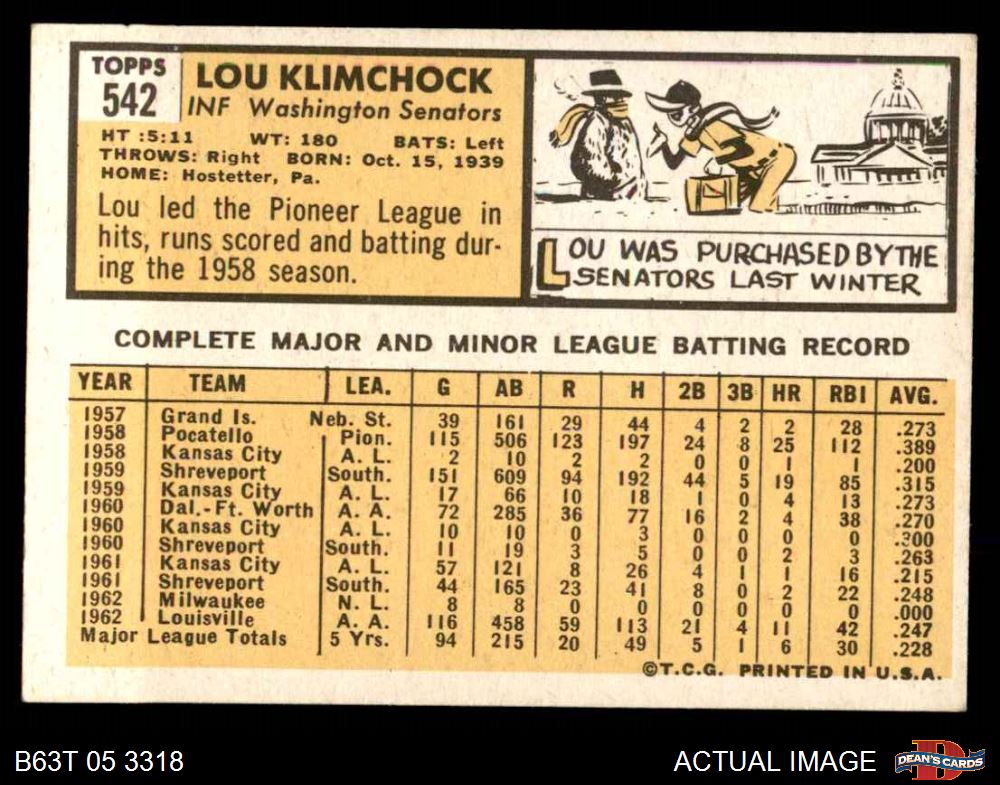 TOPPS
542
LOU KLIMCHOCK
INF Washington Senators
HT :5:11 WT: 180 BATS: Left
THROWS: Right BORN: Oct. 15, 1939
HOME: Hostetter, Pa.
Lou led the Pioneer League in
hits, runs scored and batting dur-
ing the 1958 season.
LOU WAS PURCHASED BY THE
SENATORS LAST WINTER
COMPLETE MAJOR AND MINOR LEAGUE BATTING RECORD
YEAR TEAM LEA. G AB R H 2B 3B HR RBI AVG.
1957 Grand Is. Neb. St. 39 161 29 44 4 2 2 28 .273
1958 Pocatello Pion. 115 506 123 197 24 8 25 112 .389
1958 Kansas City A. L. 2 10 2 2 0 0 1 1 .200
1959 Shreveport South. 151 609 94 192 44 5 19 85 .315
1959 Kansas City A. L. 17 66 10 18 1 0 4 13 .273
1960 Dal.-Ft. Worth A. A. 72 285 36 77 16 2 4 38 .270
1960 Kansas City A. L. 10 10 0 3 0 0 0 0 .300
1960 Shreveport South. 11 19 3 5 0 0 2 3 .263
1961 Kansas City A. L. 57 121 8 26 4 1 1 16 .215
1961 Shreveport South. 44 165 23 41 8 0 2 22 .248
1962 Milwaukee N. L. 8 8 0 0 0 0 0 0 .000
1962 Louisville A. A. 116 458 59 113 21 4 11 42 .247
Major League Totals 5 Yrs. 94 215 20 49 5 1 6 30 .228
©T.C.G. PRINTED IN U.S.A.
B63T 05 3318
ACTUAL IMAGE
D
DEAN'S CARDS